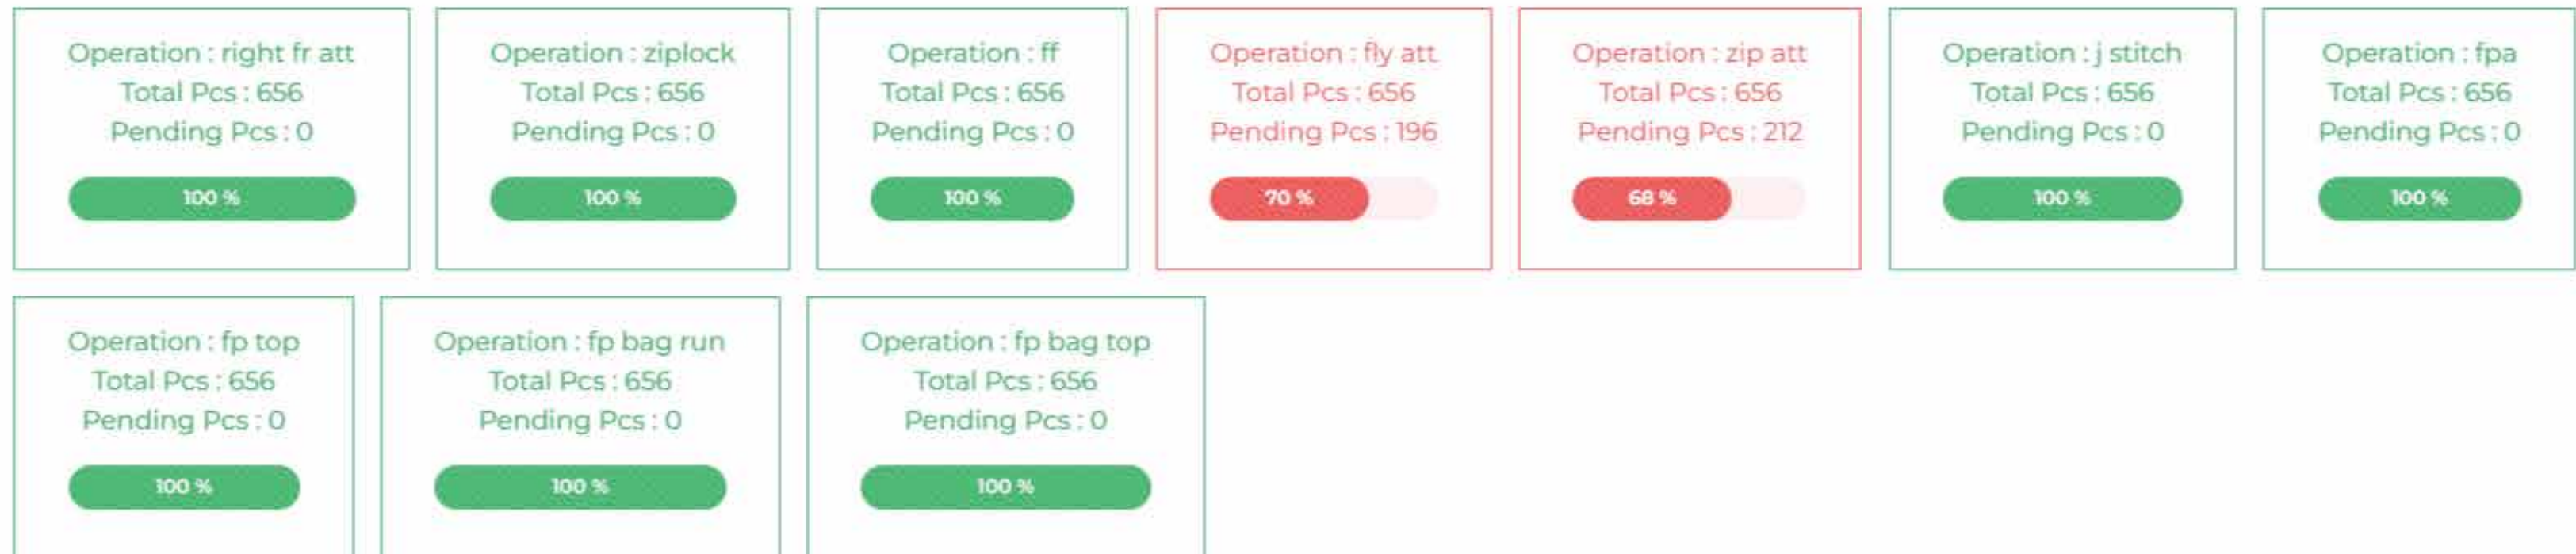 Operation : right fr att
Total Pcs : 656
Pending Pcs : 0
100 %
Operation : ziplock
Total Pcs : 656
Pending Pcs : 0
100 %
Operation : ff
Total Pcs : 656
Pending Pcs : 0
100 %
Operation : fly att
Total Pcs : 656
Pending Pcs : 196
70 %
Operation : zip att
Total Pcs : 656
Pending Pcs : 212
68 %
Operation : j stitch
Total Pcs : 656
Pending Pcs : 0
100 %
Operation : fpa
Total Pcs : 656
Pending Pcs : 0
100 %
Operation : fp top
Total Pcs : 656
Pending Pcs : 0
100 %
Operation : fp bag run
Total Pcs : 656
Pending Pcs : 0
100 %
Operation : fp bag top
Total Pcs : 656
Pending Pcs : 0
100 %